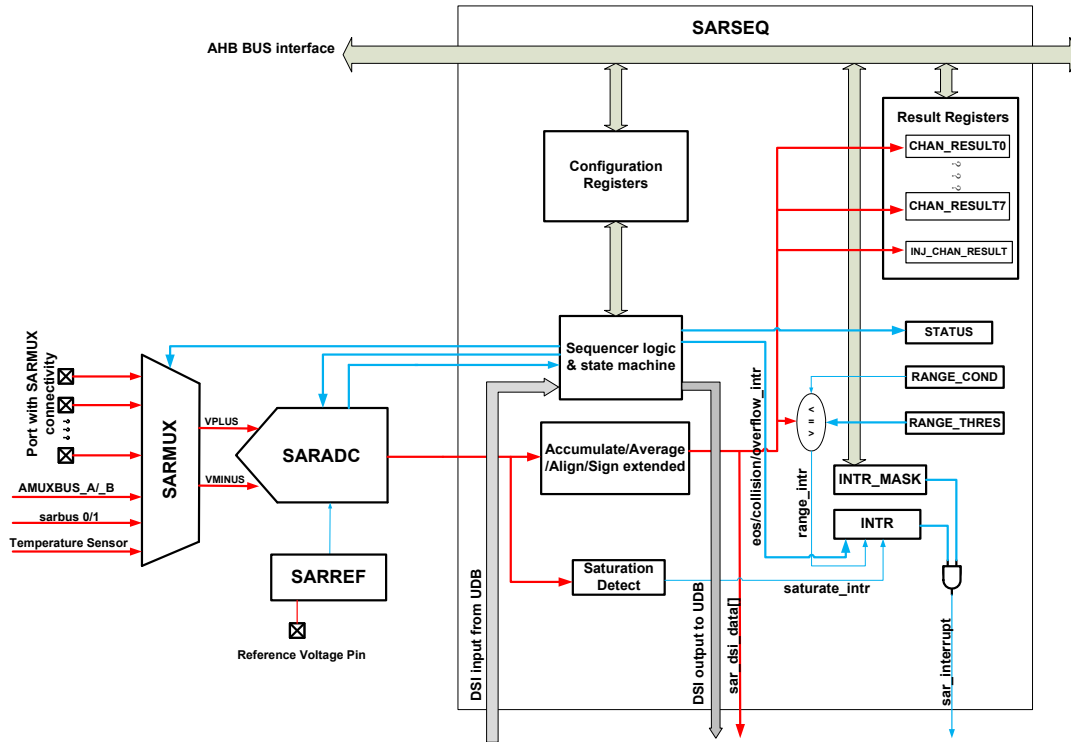 SARSEQ
AHB BUS interface
Result Registers
CHAN_RESULT0
? ? ?
CHAN_RESULT7
INJ_CHAN_RESULT
Configuration
Registers
Sequencer logic
& state machine
STATUS
RANGE_COND
< = >
RANGE_THRES
Port with SARMUX
connectivity
SARMUX
VPLUS
VMINUS
SARADC
Accumulate/Average
/Align/Sign extended
AMUXBUS_A/_B
sarbus 0/1
Temperature Sensor
SARREF
Reference Voltage Pin
Saturation
Detect
saturate_intr
INTR_MASK
INTR
eos/collision/overflow_intr
range_intr
DSI input from UDB
DSI output to UDB
sar_dsi_data[]
sar_interrupt